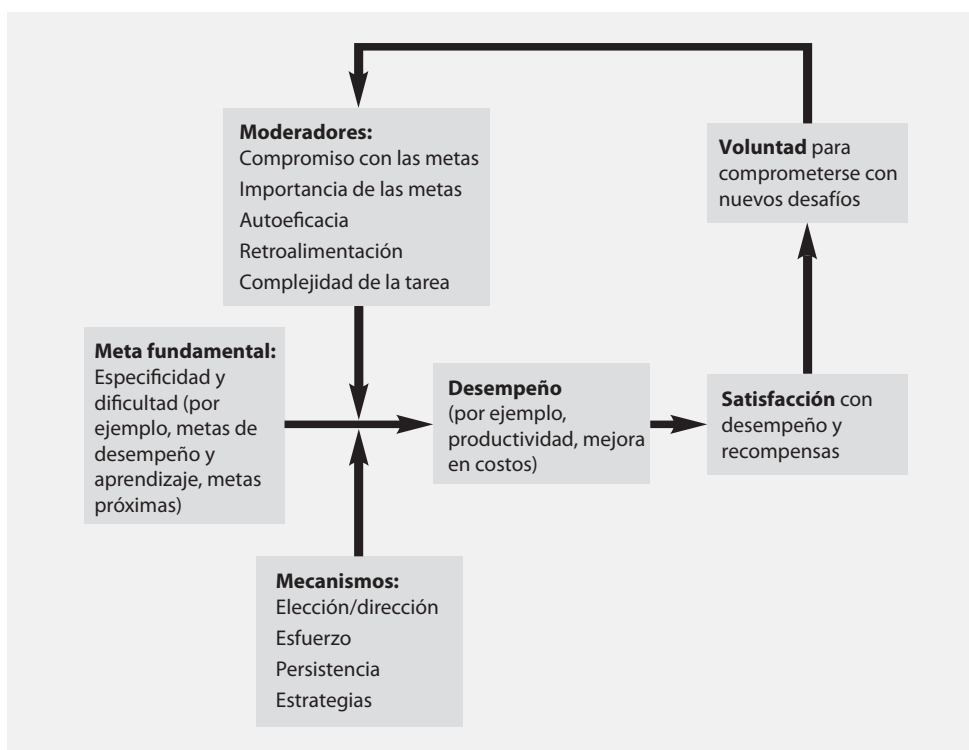 Moderadores:
Compromiso con las metas
Importancia de las metas
Autoeficacia
Retroalimentación
Complejidad de la tarea
Voluntad para
comprometerse con
nuevos desafíos
Meta fundamental:
Especificidad y
dificultad (por
ejemplo, metas de
desempeño y
aprendizaje, metas
próximas)
Desempeño
(por ejemplo,
productividad, mejora
en costos)
Satisfacción con
desempeño y
recompensas
Mecanismos:
Elección/dirección
Esfuerzo
Persistencia
Estrategias